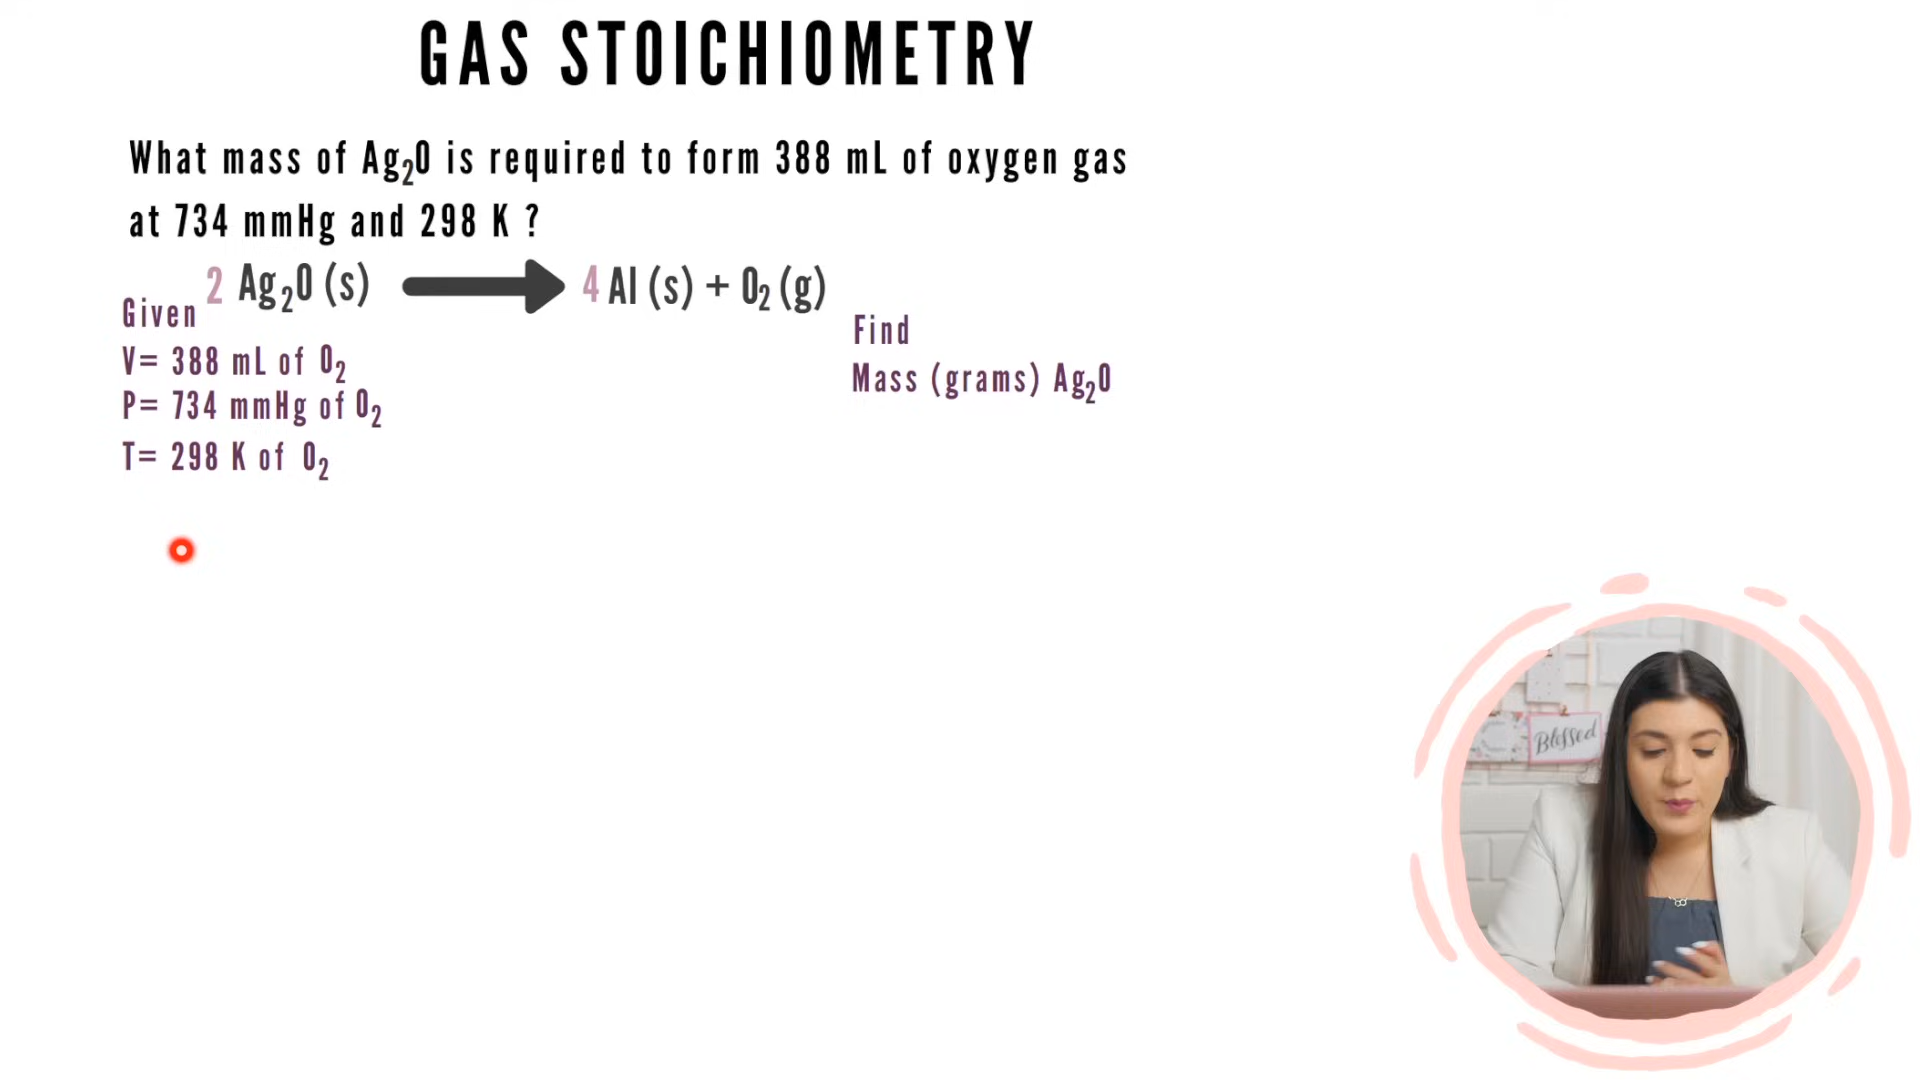 GAS STOICHIOMETRY
What mass of Ag₂O is required to form 388 mL of oxygen gas
at 734 mmHg and 298 K ?
2 Ag₂O (s) → 4 Al (s) + O₂ (g)
Given
V= 388 mL of O₂
P= 734 mmHg of O₂
T= 298 K of O₂
Find
Mass (grams) Ag₂O
Blessed